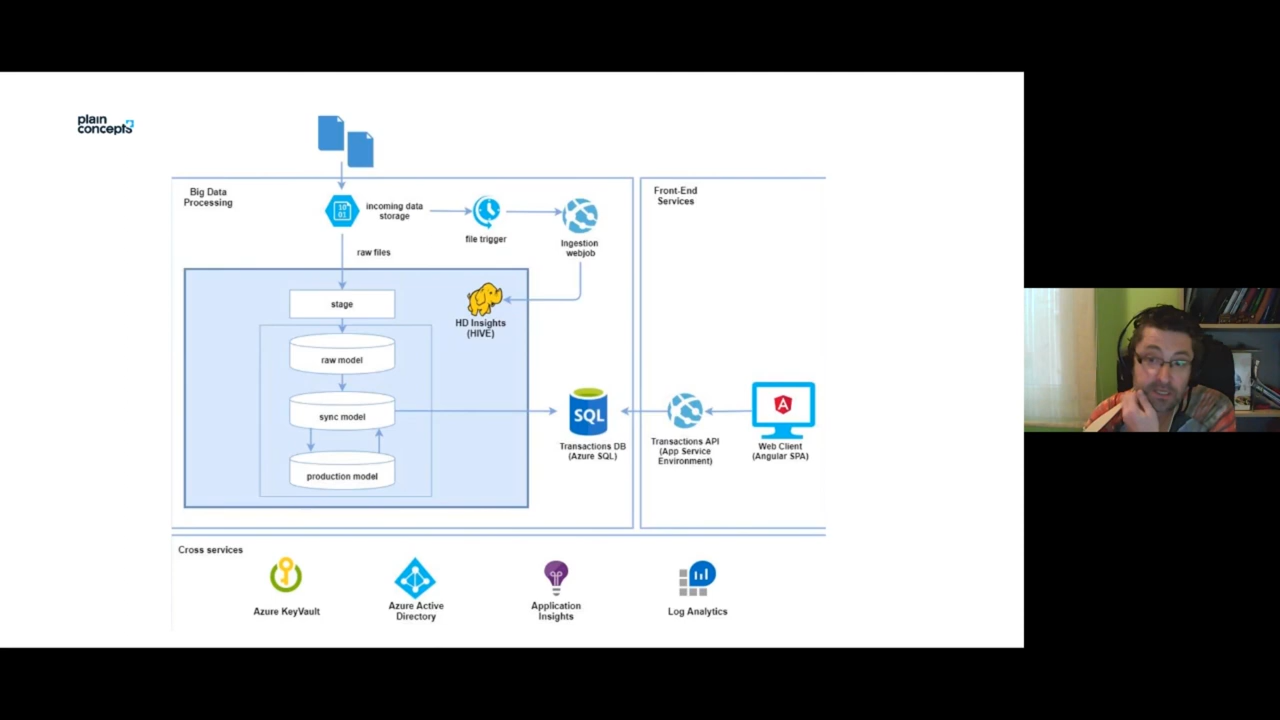 plain
concepts
Big Data
Processing
10
01
incoming data
storage
file trigger
Ingestion
webjob
Front-End
Services
raw files
stage
HD Insights
(HIVE)
raw model
sync model
production model
SQL
Transactions DB
(Azure SQL)
Transactions API
(App Service
Environment)
A
Web Client
(Angular SPA)
Cross services
Azure KeyVault
Azure Active
Directory
Application
Insights
Log Analytics